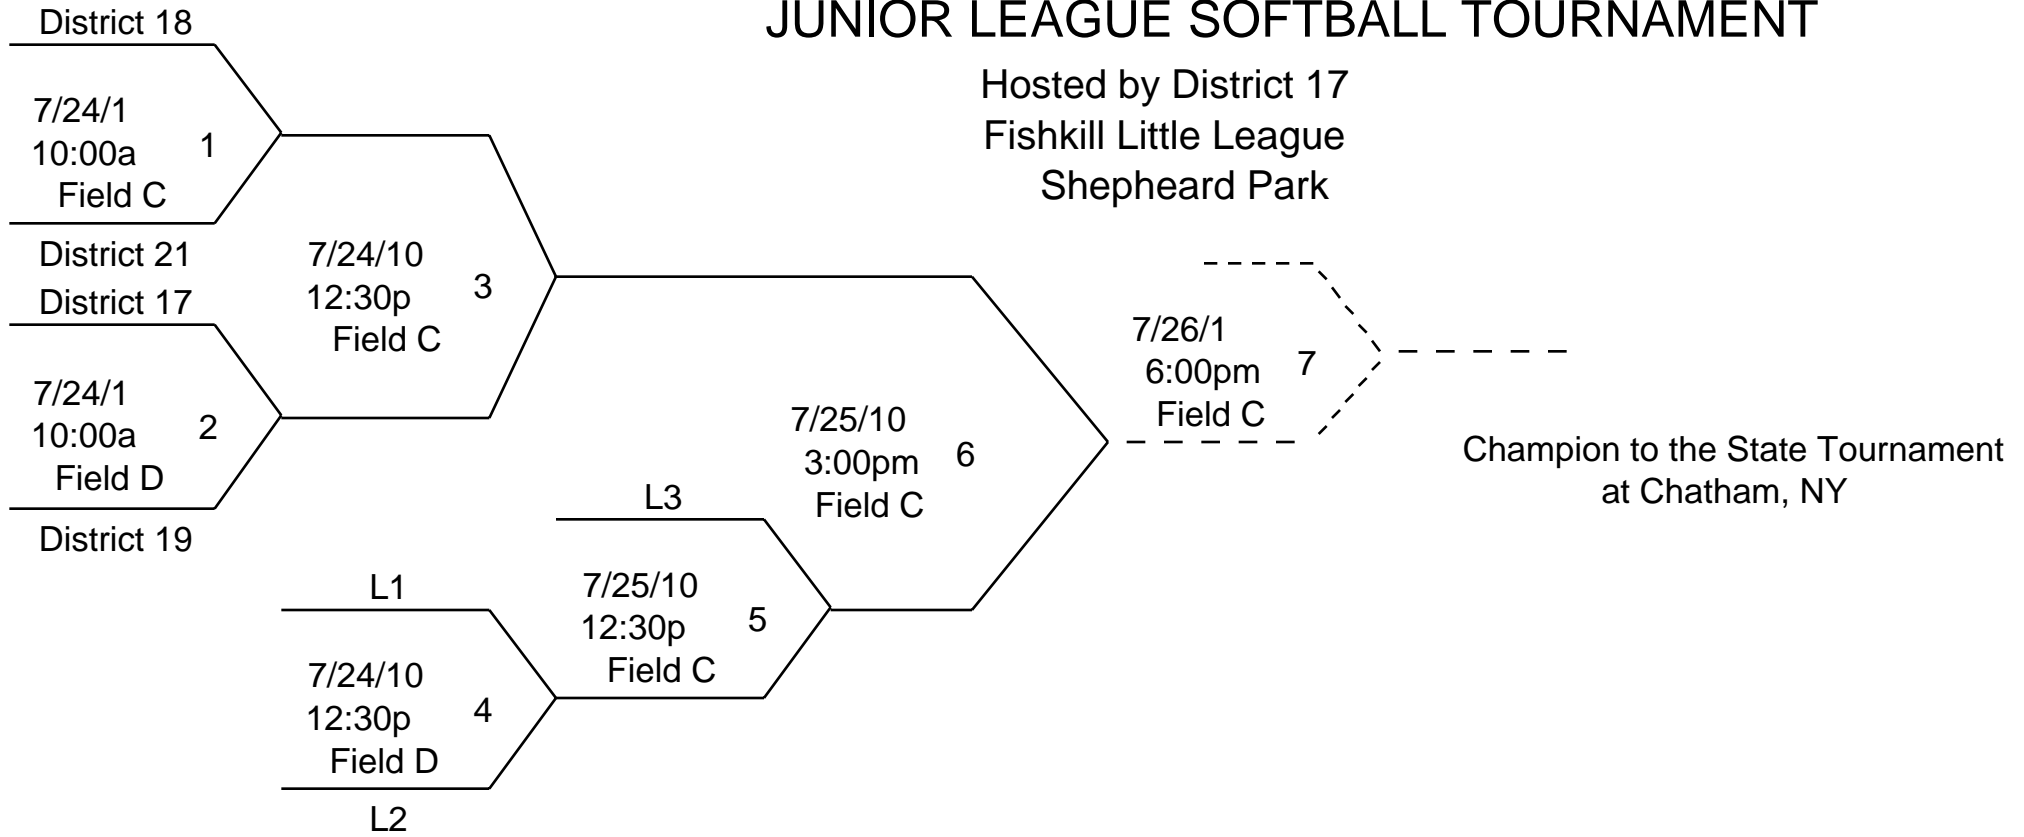 JUNIOR LEAGUE SOFTBALL TOURNAMENT
Hosted by District 17
Fishkill Little League
Shepheard Park
District 18
7/24/1
10:00a
Field C
1
District 21
District 17
7/24/1
10:00a
Field D
2
District 19
7/24/10
12:30p
Field C
3
L1
7/24/10
12:30p
Field D
4
L2
L3
7/25/10
12:30p
Field C
5
7/25/10
3:00pm
Field C
6
7/26/1
6:00pm
Field C
7
Champion to the State Tournament
at Chatham, NY